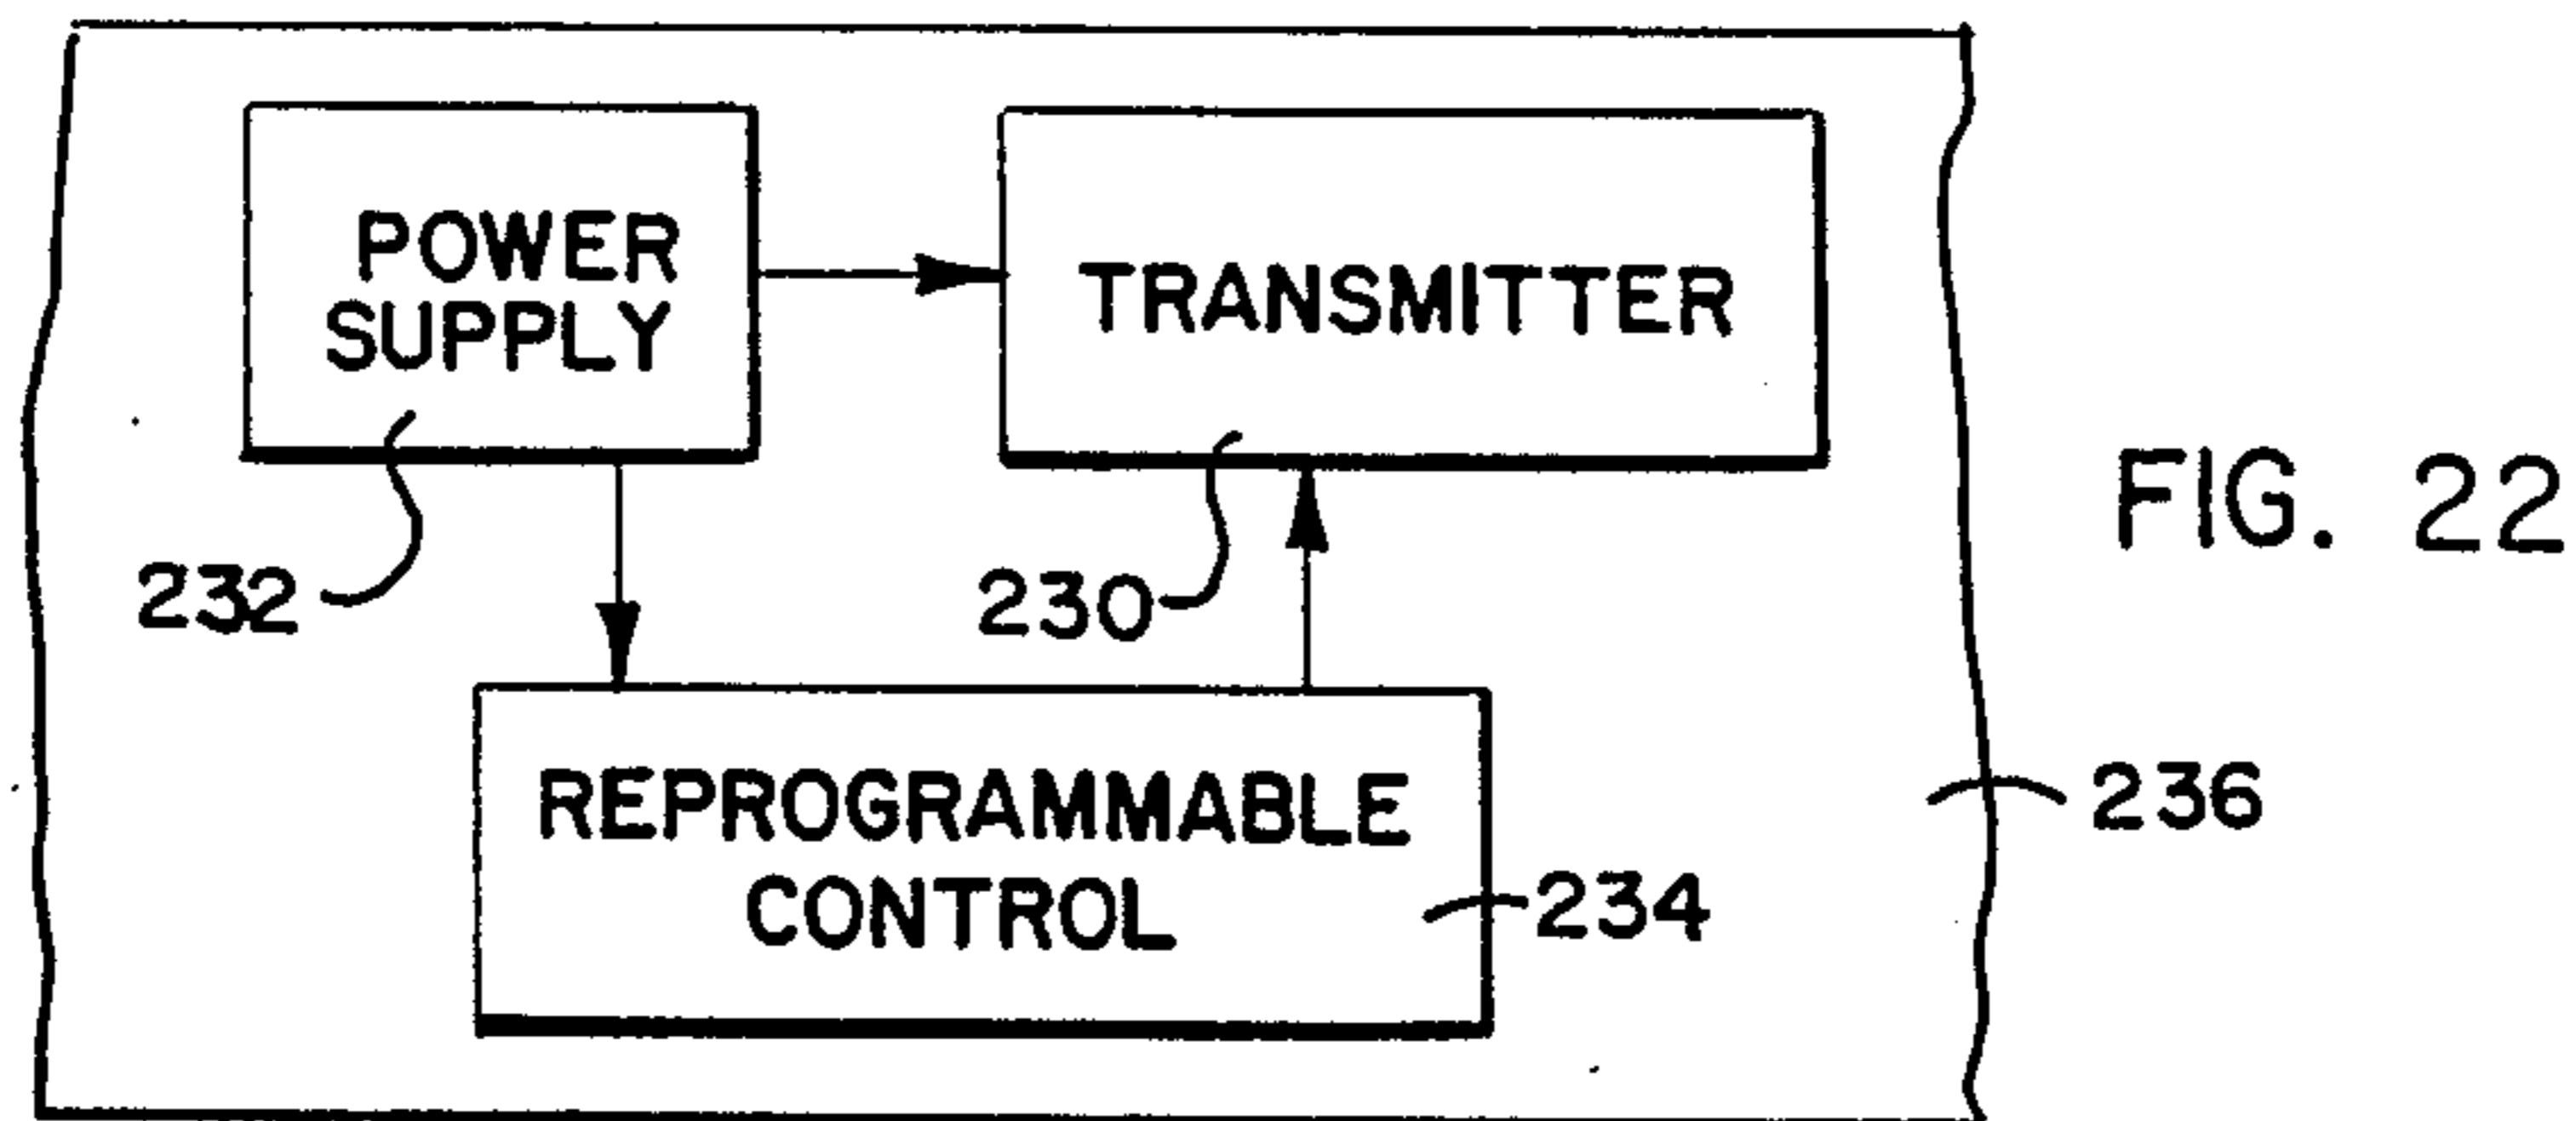 POWER
SUPPLY
TRANSMITTER
232
230
FIG. 22
REPROGRAMMABLE
CONTROL
234
236